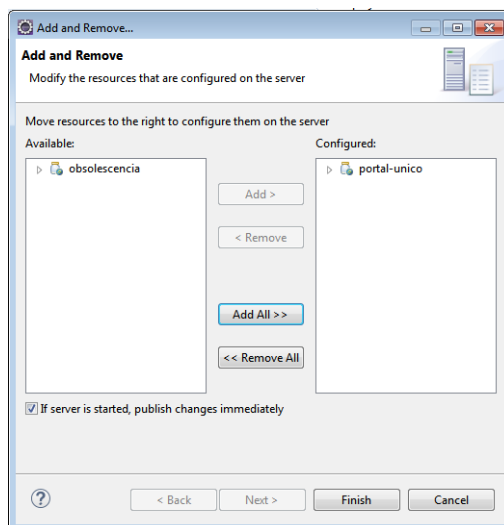 Add and Remove...
Add and Remove
Modify the resources that are configured on the server
Move resources to the right to configure them on the server
Available:
Configured:
obsolescencia
portal-unico
Add >
< Remove
Add All >>
<< Remove All
If server is started, publish changes immediately
?
< Back
Next >
Finish
Cancel